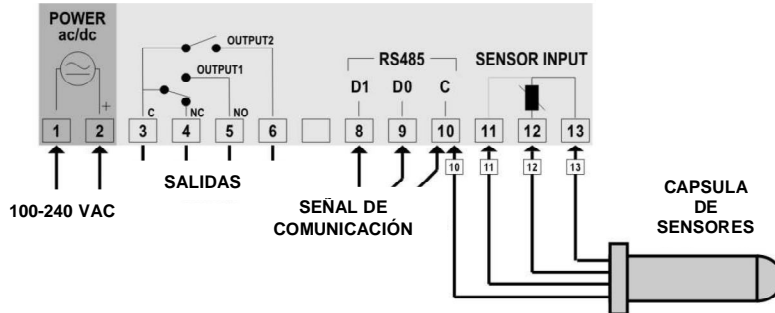 POWER
ac/dc
+
OUTPUT2
OUTPUT1
C
NC
NO
RS485
D1
D0
C
SENSOR INPUT
1
2
3
4
5
6
8
9
10
11
12
13
10
11
12
13
100-240 VAC
SALIDAS
SEÑAL DE
COMUNICACIÓN
CAPSULA
DE
SENSORES